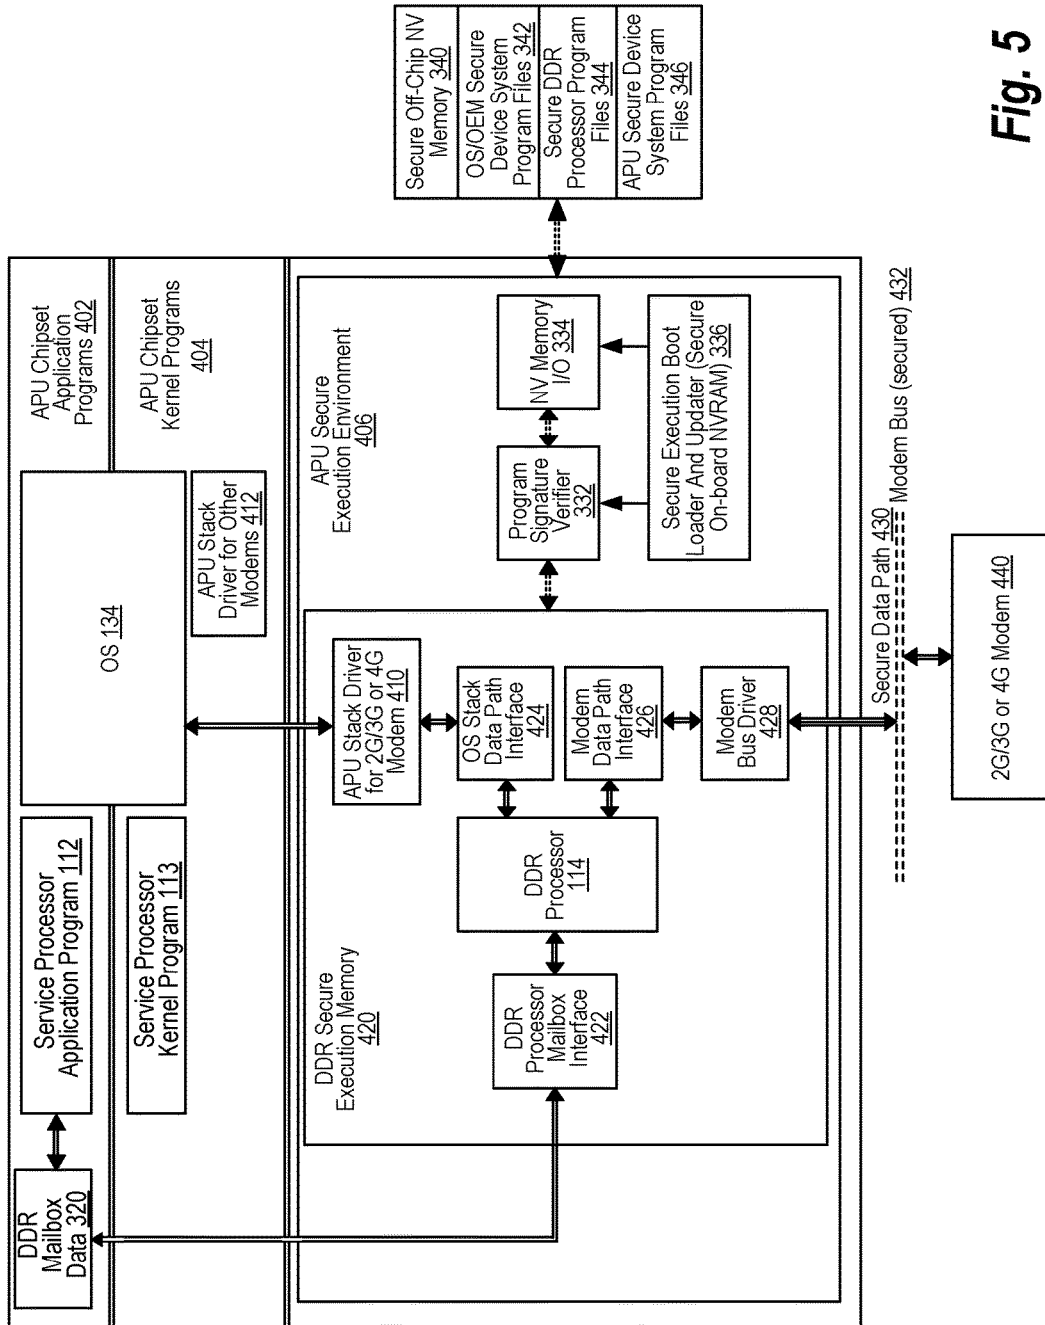 APU Chipset
Application
Programs 402
APU Chipset
Kernel Programs
404
DDR
Mailbox
Data 320
Service Processor
Application Program 112
Service Processor
Kernel Program 113
OS 134
APU Stack
Driver for Other
Modems 412
DDR Secure
Execution Memory
420
APU Secure
Execution Environment
406
APU Stack Driver
for 2G/3G or 4G
Modem 410
DDR
Processor
Mailbox
Interface
422
DDR
Processor
114
OS Stack
Data Path
Interface
424
Modem
Data Path
Interface
426
Modem
Bus Driver
428
Program
Signature
Verifier
332
NV Memory
I/O 334
Secure Execution Boot
Loader And Updater (Secure
On-board NVRAM) 336
Secure Off-Chip NV
Memory 340
OS/OEM Secure
Device System
Program Files 342
Secure DDR
Processor Program
Files 344
APU Secure Device
System Program
Files 346
Secure Data Path 430
Modem Bus (secured) 432
2G/3G or 4G Modem 440
Fig. 5